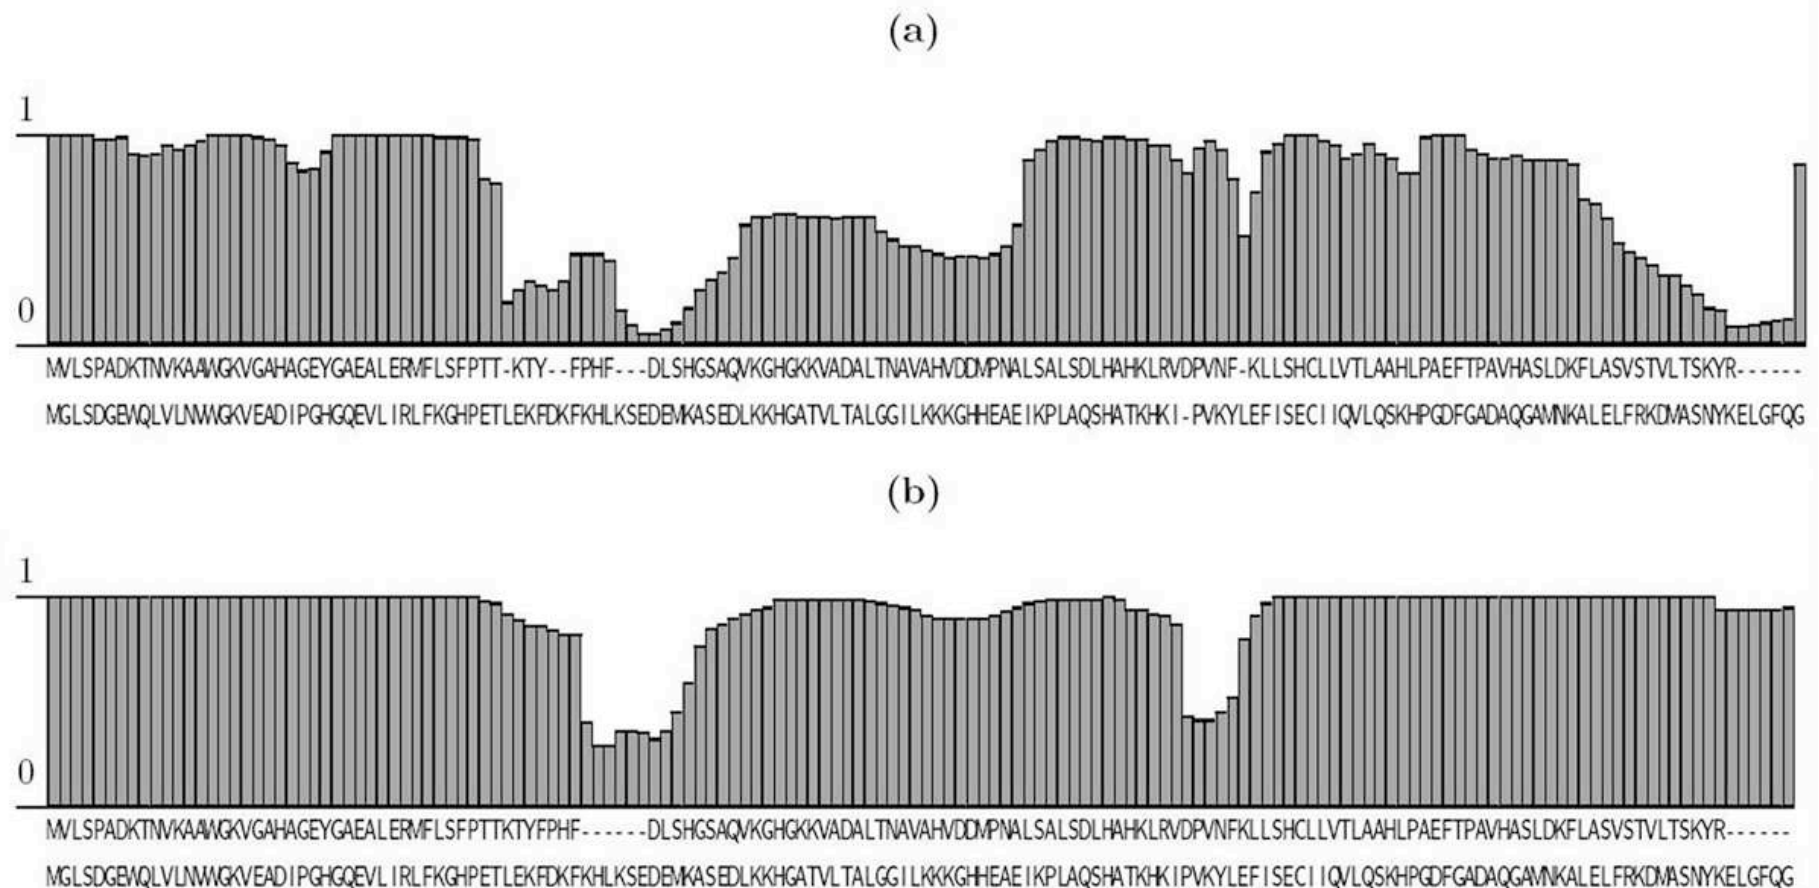 (a)
1
0
MVLSPADKTNVKAAWGKVGAHAGEYGAEALERMFLSFPTT-KTY--FPHF---DLSHGSAQVKGHGKKVADALTNAVAHVDDMPNALSALSDLHAHKLRVDPVNF-KLLSHCLLVTLAAHLPAEFTPAVHASLDKFLASVSTVLTSKYR------
MGLSDGEWQLVLNVWGKVEADIPGHGQEVLIRLFKGHPETLEKFDKFKHLKSEDEMKASEDLKKHGATVLTALGGILKKKGHHEAEIKPLAQSHATKHKI-PVKYLEFISECIIQVLQSKHPGDFGADAQGAMNKALELFRKDMASNYKELGFQG
(b)
1
0
MVLSPADKTNVKAAWGKVGAHAGEYGAEALERMFLSFPTTKTYFPHF------DLSHGSAQVKGHGKKVADALTNAVAHVDDMPNALSALSDLHAHKLRVDPVNFKLLSHCLLVTLAAHLPAEFTPAVHASLDKFLASVSTVLTSKYR------
MGLSDGEWQLVLNVWGKVEADIPGHGQEVLIRLFKGHPETLEKFDKFKHLKSEDEMKASEDLKKHGATVLTALGGILKKKGHHEAEIKPLAQSHATKHKIPVKYLEFISECIIQVLQSKHPGDFGADAQGAMNKALELFRKDMASNYKELGFQG